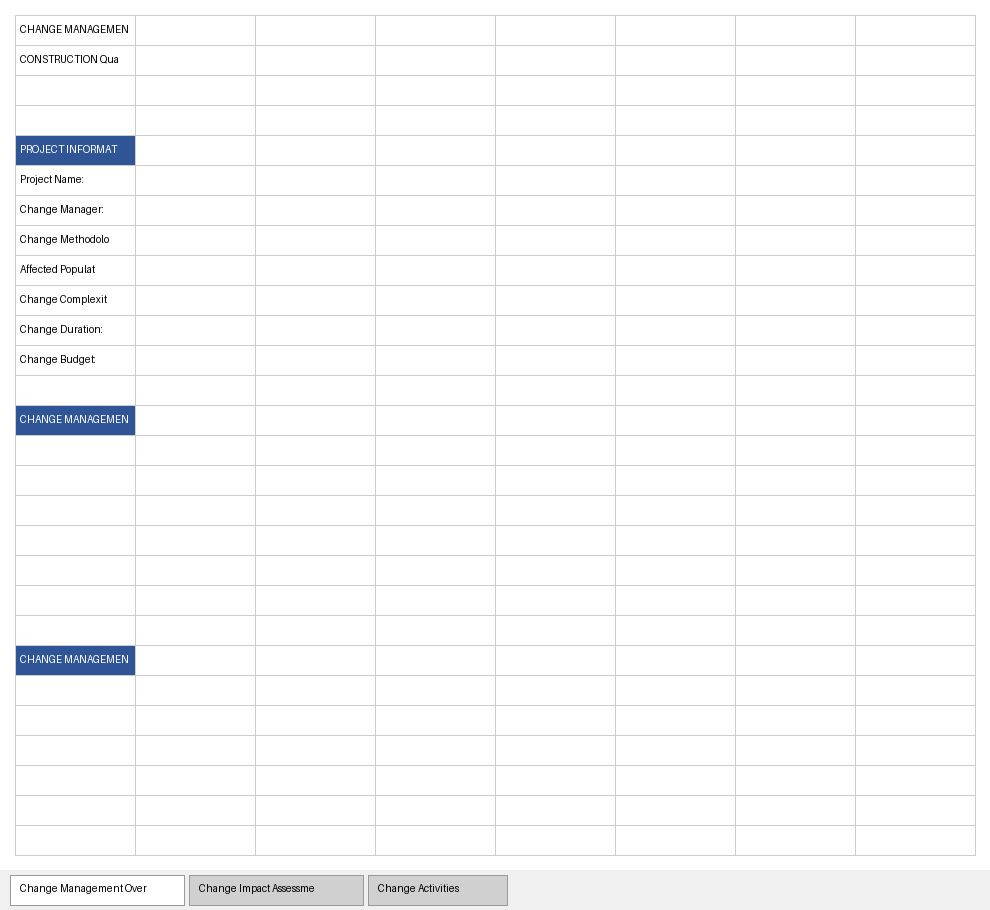 CHANGE MANAGEMEN
CONSTRUCTION Qua
PROJECT INFORMAT
Project Name:
Change Manager:
Change Methodolo
Affected Populat
Change Complexit
Change Duration:
Change Budget:
CHANGE MANAGEMEN
CHANGE MANAGEMEN
Change Management Over
Change Impact Assessme
Change Activities